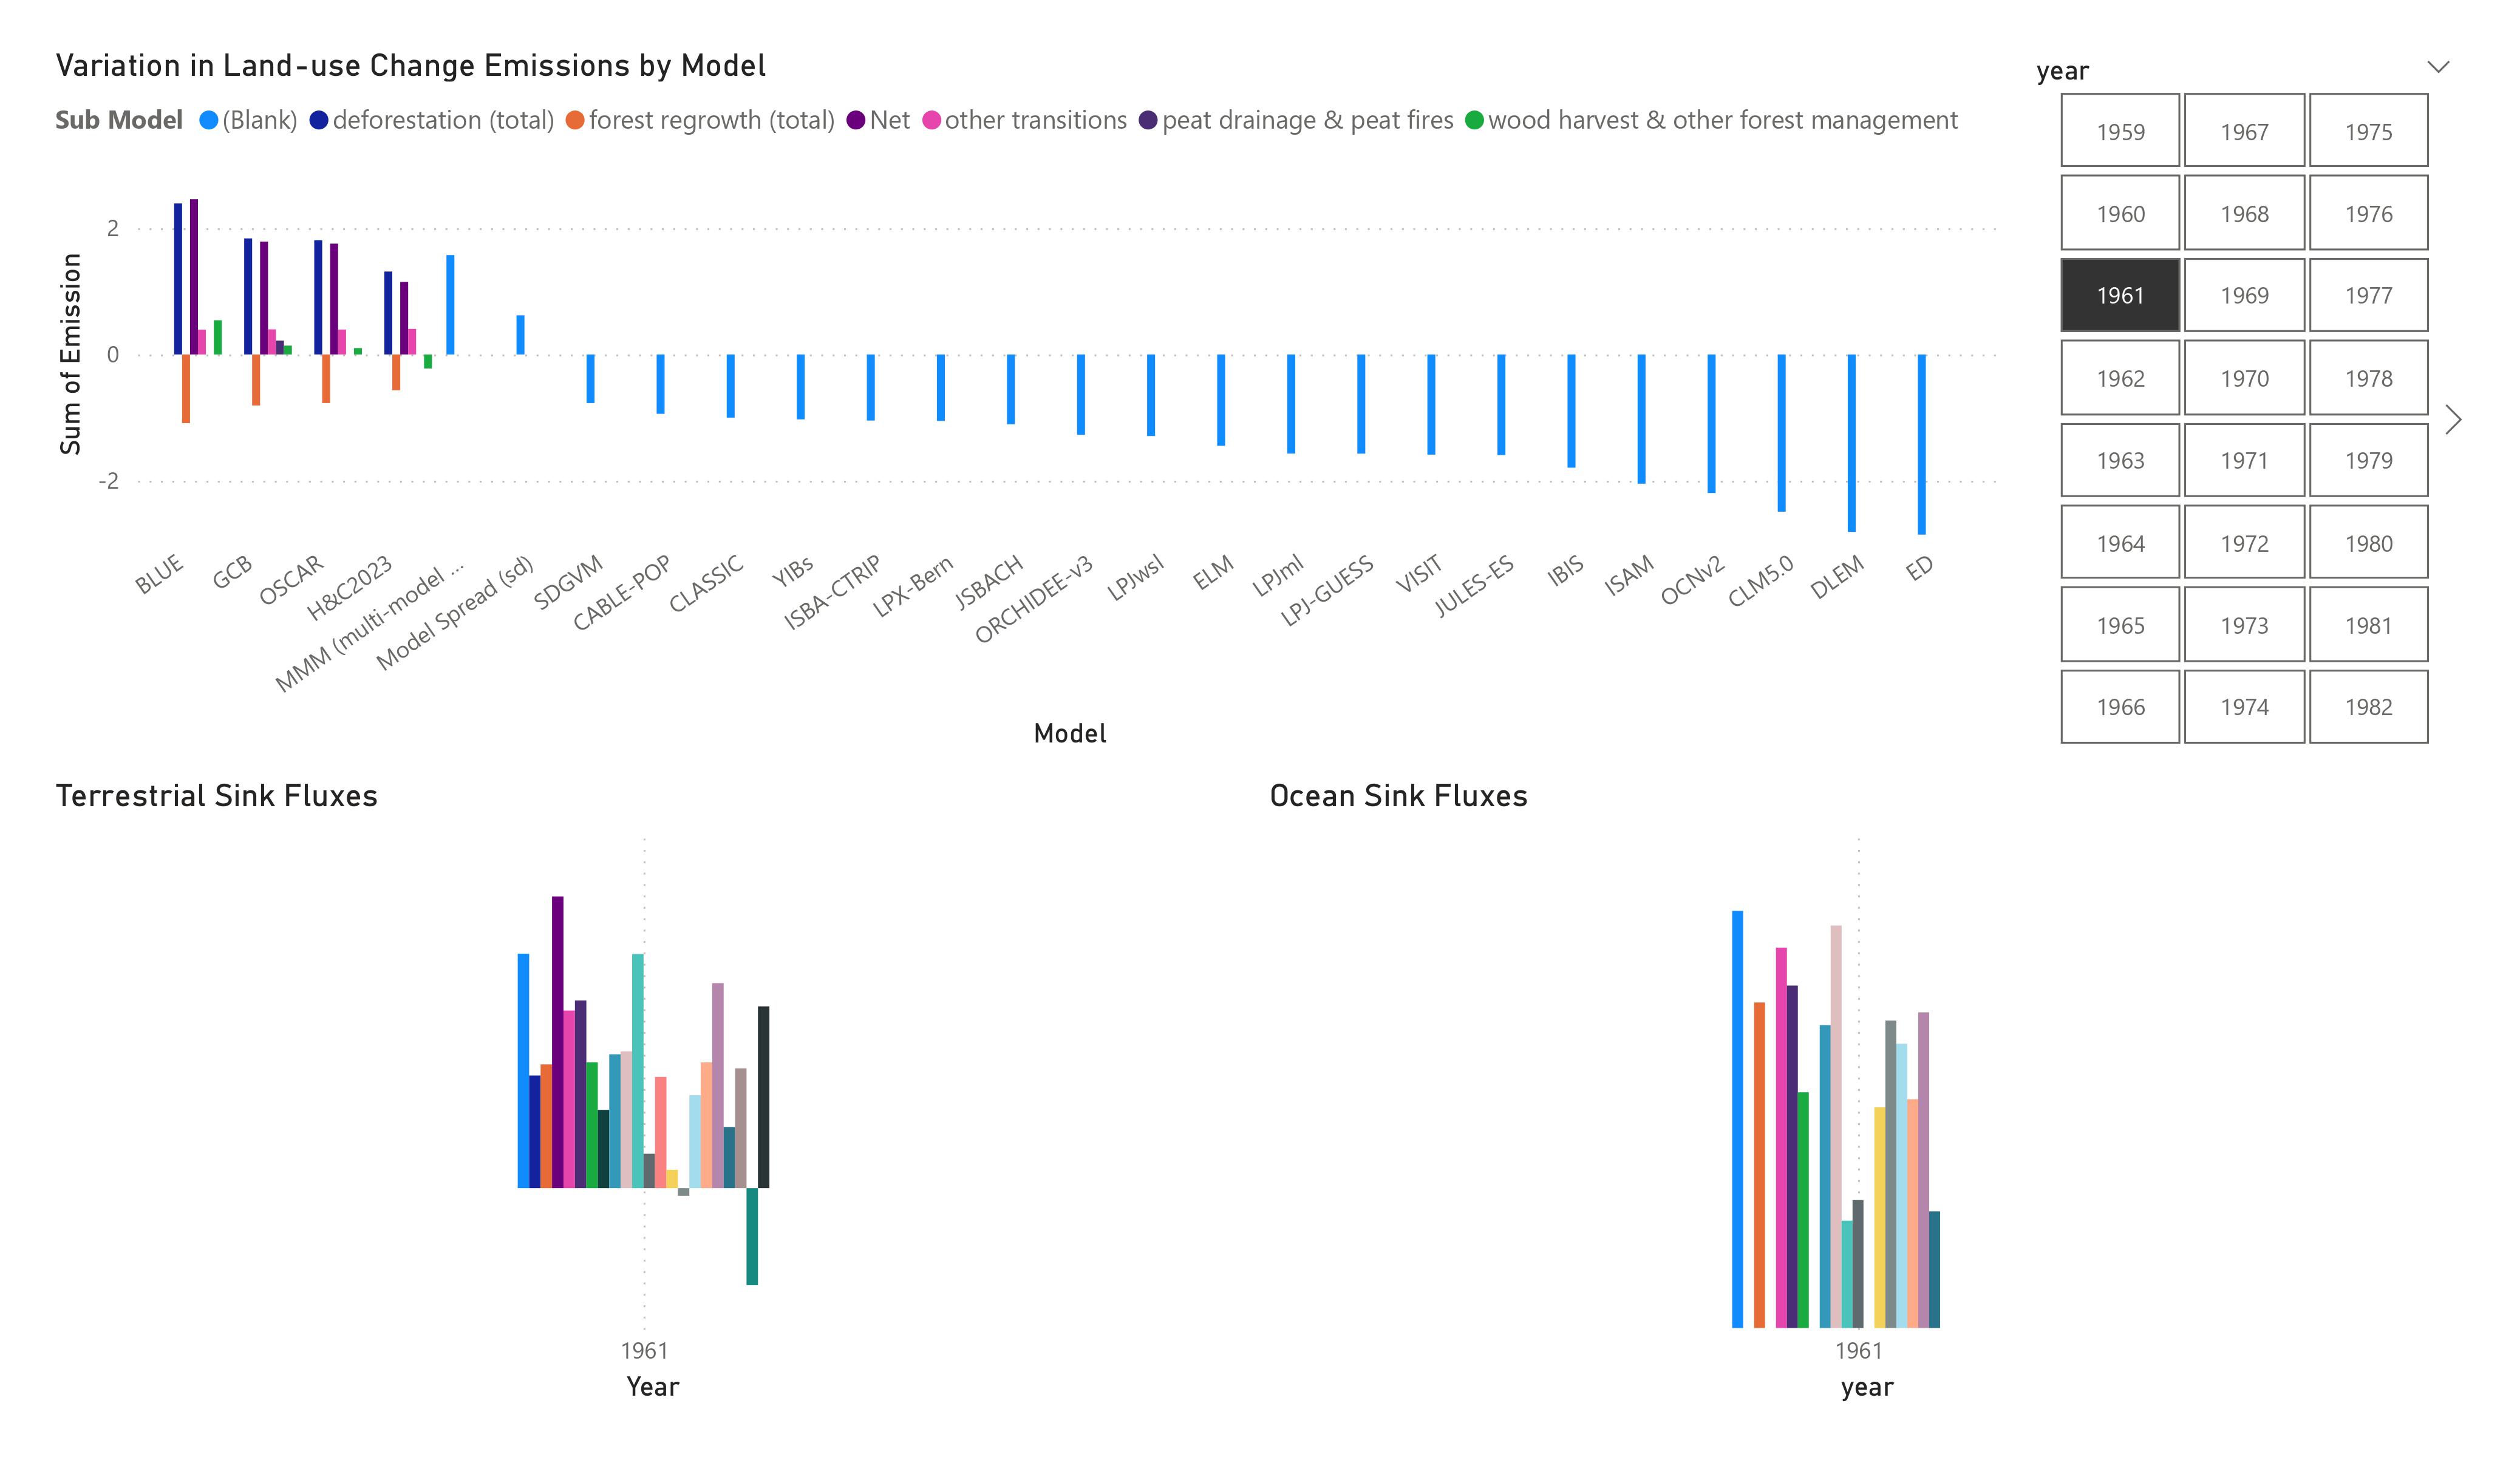 Variation in Land-use Change Emissions by Model
Sub Model (Blank) deforestation (total) forest regrowth (total) Net other transitions peat drainage & peat fires wood harvest & other forest management
Sum of Emission
2
0
-2
BLUE
GCB
OSCAR
H&C2023
MMM (multi-model ...
Model Spread (sd)
SDGVM
CABLE-POP
CLASSIC
YIBs
ISBA-CTRIP
LPX-Bern
JSBACH
ORCHIDEE-v3
LPJwsl
ELM
LPJml
LPJ-GUESS
VISIT
JULES-ES
IBIS
ISAM
OCNv2
CLM5.0
DLEM
ED
Model
year
1959 1967 1975
1960 1968 1976
1961 1969 1977
1962 1970 1978
1963 1971 1979
1964 1972 1980
1965 1973 1981
1966 1974 1982
Terrestrial Sink Fluxes
1961
Year
Ocean Sink Fluxes
1961
year